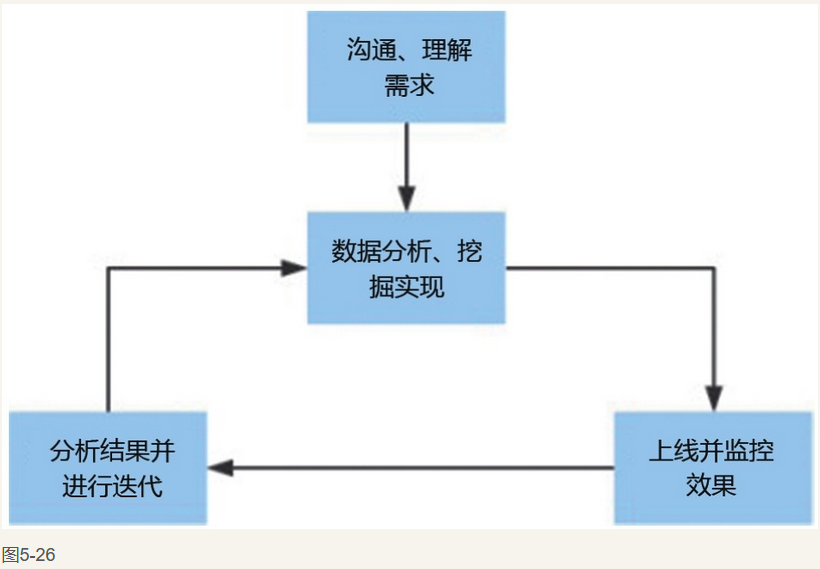 沟通、理解
需求
数据分析、挖
掘实现
分析结果并
进行迭代
上线并监控
效果
图5-26